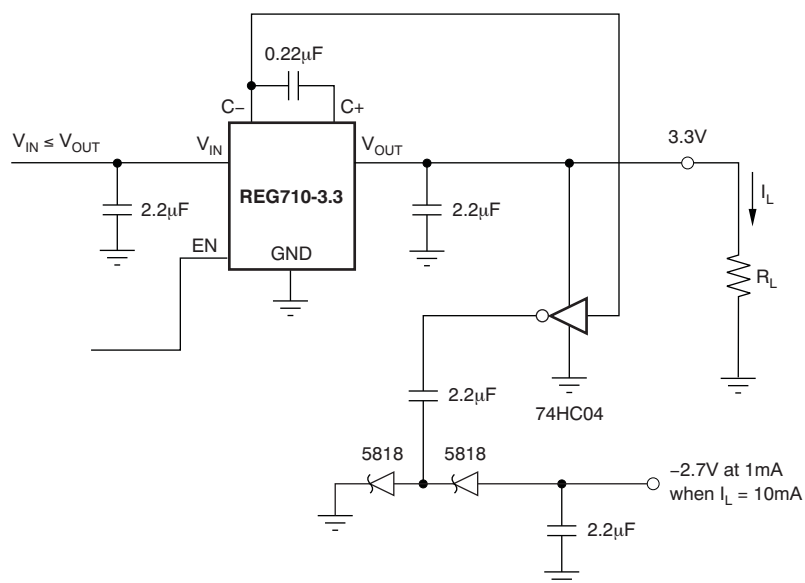 0.22μF
C− C+
V_IN ≤ V_OUT
V_IN
V_OUT
3.3V
REG710-3.3
2.2μF
2.2μF
I_L
EN
GND
R_L
2.2μF
74HC04
5818
5818
−2.7V at 1mA
when I_L = 10mA
2.2μF